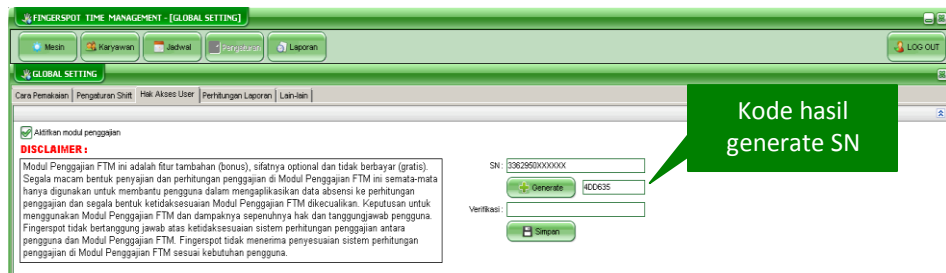 FINGERSPOT TIME MANAGEMENT - [GLOBAL SETTING]
Mesin Karyawan Jadwal Pengaturan Laporan LOG OUT
GLOBAL SETTING
Cara Pemakaian Pengaturan Shift Hak Akses User Perhitungan Laporan Lain-lain
Kode hasil
generate SN
Aktifkan modul penggajian
DISCLAIMER :
Modul Penggajian FTM ini adalah fitur tambahan (bonus), sifatnya optional dan tidak berbayar (gratis).
Segala macam bentuk penyajian dan perhitungan penggajian di Modul Penggajian FTM ini semata-mata
hanya digunakan untuk membantu pengguna dalam mengaplikasikan data absensi ke perhitungan
penggajian dan segala bentuk ketidaksesuaian Modul Penggajian FTM dikecualikan. Keputusan untuk
menggunakan Modul Penggajian FTM dan dampaknya sepenuhnya hak dan tanggungjawab pengguna.
Fingerspot tidak bertanggung jawab atas ketidaksesuaian sistem perhitungan penggajian antara
pengguna dan Modul Penggajian FTM. Fingerspot tidak menerima penyesuaian sistem perhitungan
penggajian di Modul Penggajian FTM sesuai kebutuhan pengguna.
SN : 3362950XXXXXX
Generate 4DD635
Verifikasi :
Simpan